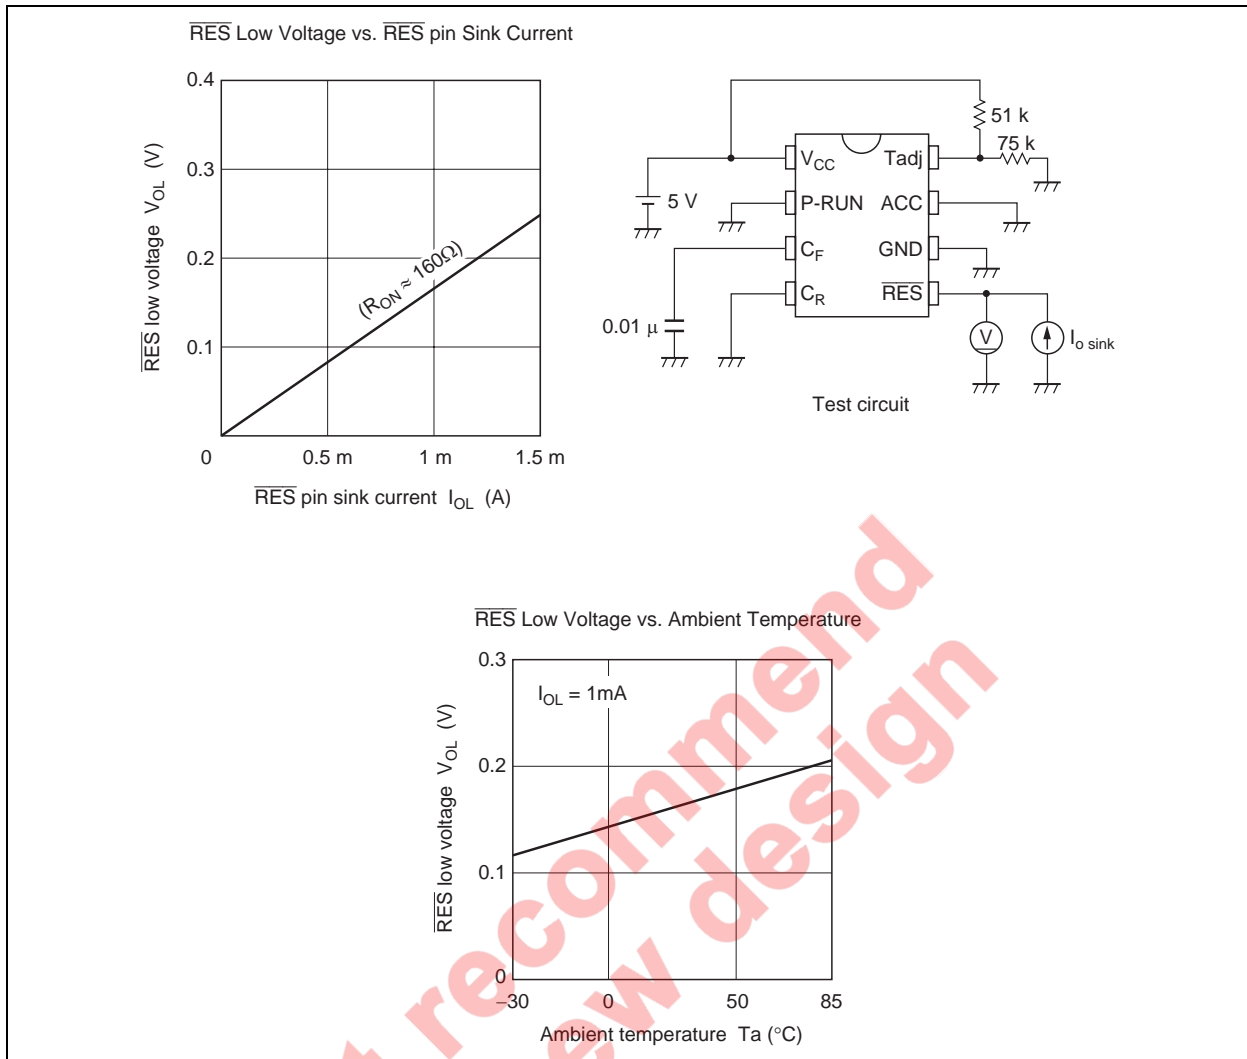 RES Low Voltage vs. RES pin Sink Current
0.4
0.3
0.2
0.1
0
0.5 m
1 m
1.5 m
RES low voltage VOL (V)
(RON ≈ 160Ω)
RES pin sink current IOL (A)
51 k
75 k
VCC
Tadj
5 V
P-RUN
ACC
CF
GND
CR
RES
0.01 μ
V
Io sink
Test circuit
RES Low Voltage vs. Ambient Temperature
0.3
0.2
0.1
0
IOL = 1mA
RES low voltage VOL (V)
−30
0
50
85
Ambient temperature Ta (°C)
recommend
design